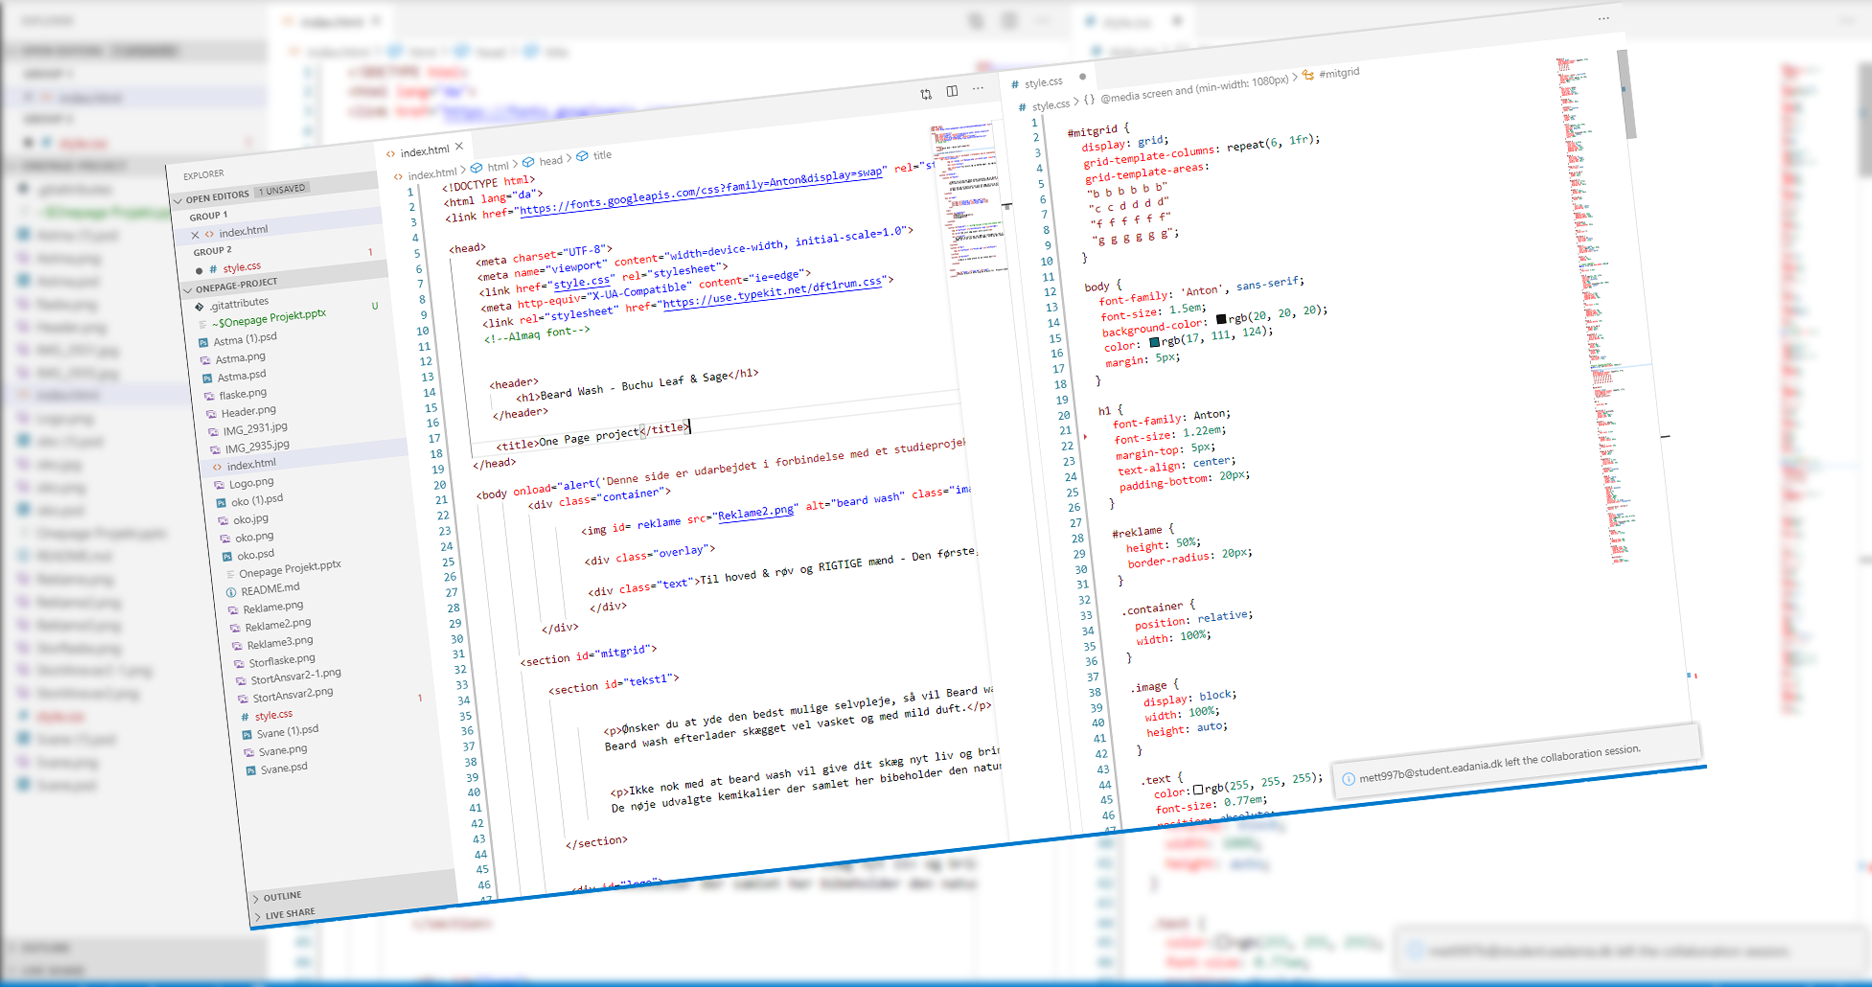 EXPLORER
OPEN EDITORS 1 UNSAVED
GROUP 1
index.html
GROUP 2
style.css 1
ONEPAGE-PROJECT
.gitattributes
~$Onepage Projekt.pptx U
Astma (1).psd
Astma.png
Astma.psd
flaske.png
Header.png
IMG_2931.jpg
IMG_2935.jpg
index.html
Logo.png
oko (1).psd
oko.jpg
oko.png
oko.psd
Onepage Projekt.pptx
README.md
Reklame.png
Reklame2.png
Reklame3.png
Storflaske.png
StortAnsvar2-1.png
StortAnsvar2.png
style.css 1
Svane (1).psd
Svane.png
Svane.psd
OUTLINE
LIVE SHARE
index.html
index.html > html > head > title
1 <!DOCTYPE html>
2 <html lang="da">
3 <link href="https://fonts.googleapis.com/css?family=Anton&display=swap" rel="st
4
5 <head>
6 <meta charset="UTF-8">
7 <meta name="viewport" content="width=device-width, initial-scale=1.0">
8 <link href="style.css" rel="stylesheet">
9 <meta http-equiv="X-UA-Compatible" content="ie=edge">
10 <link rel="stylesheet" href="https://use.typekit.net/dft1rum.css">
11 <!--Almaq font-->
12
13
14 <header>
15 <h1>Beard Wash - Buchu Leaf & Sage</h1>
16 </header>
17
18 <title>One Page project</title>
19 </head>
20
21 <body onload="alert('Denne side er udarbejdet i forbindelse med et studieprojek
22 <div class="container">
23
24 <img id= reklame src="Reklame2.png" alt="beard wash" class="ima
25
26 <div class="overlay">
27
28 <div class="text">Til hoved & røv og RIGTIGE mænd - Den første,
29 </div>
30 </div>
31
32 <section id="mitgrid">
33
34 <section id="tekst1">
35
36
37 <p>Ønsker du at yde den bedst mulige selvpleje, så vil Beard wa
38 Beard wash efterlader skægget vel vasket og med mild duft.</p>
39
40
41 <p>Ikke nok med at beard wash vil give dit skæg nyt liv og brin
42 De nøje udvalgte kemikalier der samlet her bibeholder den natur
43
44 </section>
45
46
47 <div id="logo">
style.css
style.css > {} @media screen and (min-width: 1080px) > #mitgrid
1 #mitgrid {
2 display: grid;
3 grid-template-columns: repeat(6, 1fr);
4 grid-template-areas:
5 "b b b b b b"
6 "c c d d d d"
7 "f f f f f f"
8 "g g g g g g";
9 }
10
11 body {
12 font-family: 'Anton', sans-serif;
13 font-size: 1.5em;
14 background-color: rgb(20, 20, 20);
15 color: rgb(17, 111, 124);
16 margin: 5px;
17 }
18
19 h1 {
20 font-family: Anton;
21 font-size: 1.22em;
22 margin-top: 5px;
23 text-align: center;
24 padding-bottom: 20px;
25 }
26
27 #reklame {
28 height: 50%;
29 border-radius: 20px;
30 }
31
32 .container {
33 position: relative;
34 width: 100%;
35 }
36
37 .image {
38 display: block;
39 width: 100%;
40 height: auto;
41 }
42
43 .text {
44 color: rgb(255, 255, 255);
45 font-size: 0.77em;
46 position: absolute;
47
mett997b@student.eadania.dk left the collaboration session.